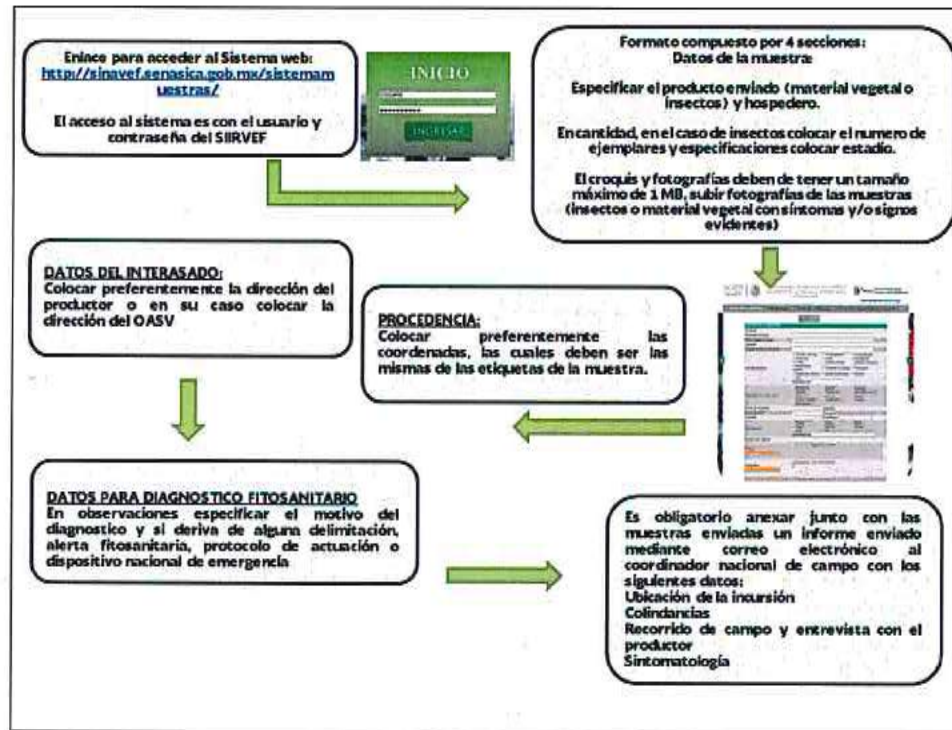 Enlace para acceder al Sistema web:
http://sinavef.senasica.gob.mx/sistemam
uestras/
El acceso al sistema es con el usuario y
contraseña del SIIRVEF
INICIO
INGRESAR
Formato compuesto por 4 secciones:
Datos de la muestra:
Especificar el producto enviado (material vegetal o
insectos) y hospedero.
En cantidad, en el caso de insectos colocar el numero de
ejemplares y especificaciones colocar estadío.
El croquis y fotografías deben de tener un tamaño
máximo de 1 MB, subir fotografías de las muestras
(insectos o material vegetal con síntomas y/o signos
evidentes)
DATOS DEL INTERASADO:
Colocar preferentemente la dirección del
productor o en su caso colocar la
dirección del OASV
PROCEDENCIA:
Colocar preferentemente las
coordenadas, las cuales deben ser las
mismas de las etiquetas de la muestra.
DATOS PARA DIAGNOSTICO FITOSANITARIO
En observaciones especificar el motivo del
diagnostico y si deriva de alguna delimitación,
alerta fitosanitaria, protocolo de actuación o
dispositivo nacional de emergencia
Es obligatorio anexar junto con las
muestras enviadas un informe enviado
mediante correo electrónico al
coordinador nacional de campo con los
siguientes datos:
Ubicación de la incursión
Colindancias
Recorrido de campo y entrevista con el
productor
Sintomatología